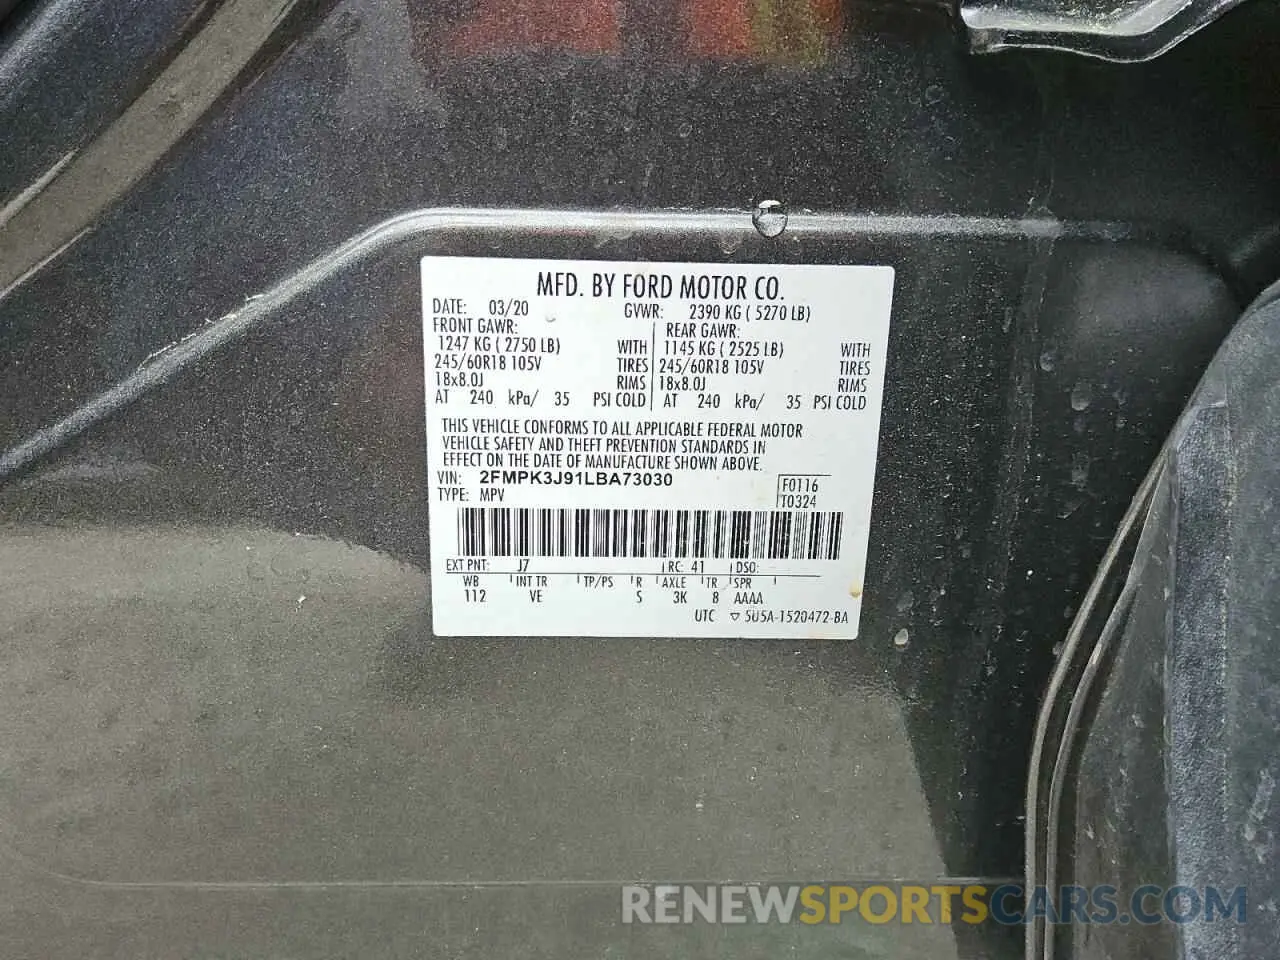 MFD. BY FORD MOTOR CO.
DATE: 03/20 GVWR: 2390 KG ( 5270 LB)
FRONT GAWR: REAR GAWR:
1247 KG ( 2750 LB) WITH 1145 KG ( 2525 LB) WITH
245/60R18 105V TIRES 245/60R18 105V TIRES
18x8.0J RIMS 18x8.0J RIMS
AT 240 kPa/ 35 PSI COLD AT 240 kPa/ 35 PSI COLD
THIS VEHICLE CONFORMS TO ALL APPLICABLE FEDERAL MOTOR
VEHICLE SAFETY AND THEFT PREVENTION STANDARDS IN
EFFECT ON THE DATE OF MANUFACTURE SHOWN ABOVE.
VIN: 2FMPK3J91LBA73030 F0116
TYPE: MPV T0324
EXT PNT: J7 RC: 41 DSO:
WB INT TR TP/PS R AXLE TR SPR
112 VE S 3K 8 AAAA
UTC ▽ 5U5A-1520472-BA
RENEWSPORTSCARS.COM